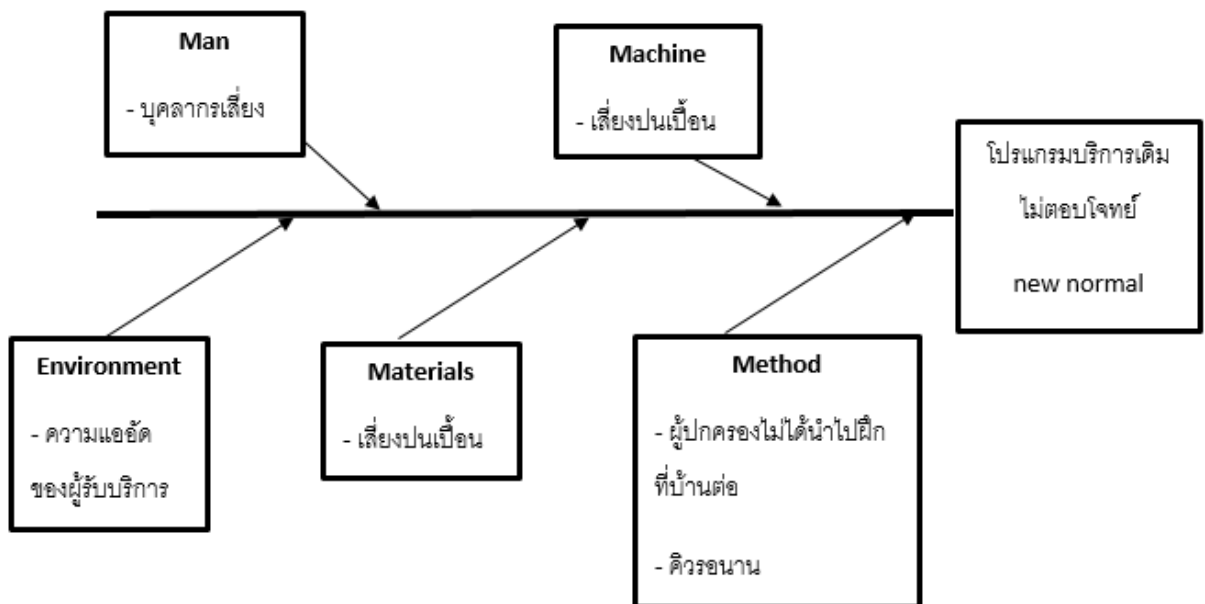 Man
- บุคลากรเสี่ยง
Machine
- เสี่ยงปนเปื้อน
โปรแกรมบริการเดิม
ไม่ตอบโจทย์
new normal
Environment
- ความแออัด
ของผู้รับบริการ
Materials
- เสี่ยงปนเปื้อน
Method
- ผู้ปกครองไม่ได้นำไปฝึก
ที่บ้านต่อ
- คิวรอนาน